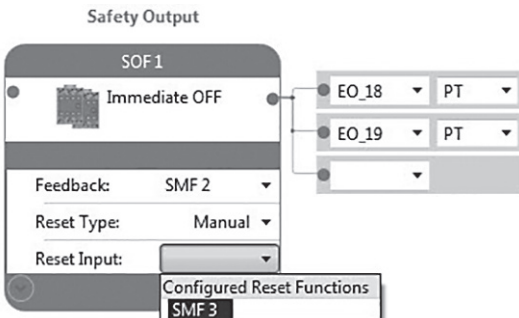 Safety Output
SOF 1
Immediate OFF
EO_18 PT
EO_19 PT
Feedback: SMF 2
Reset Type: Manual
Reset Input:
Configured Reset Functions
SMF 3